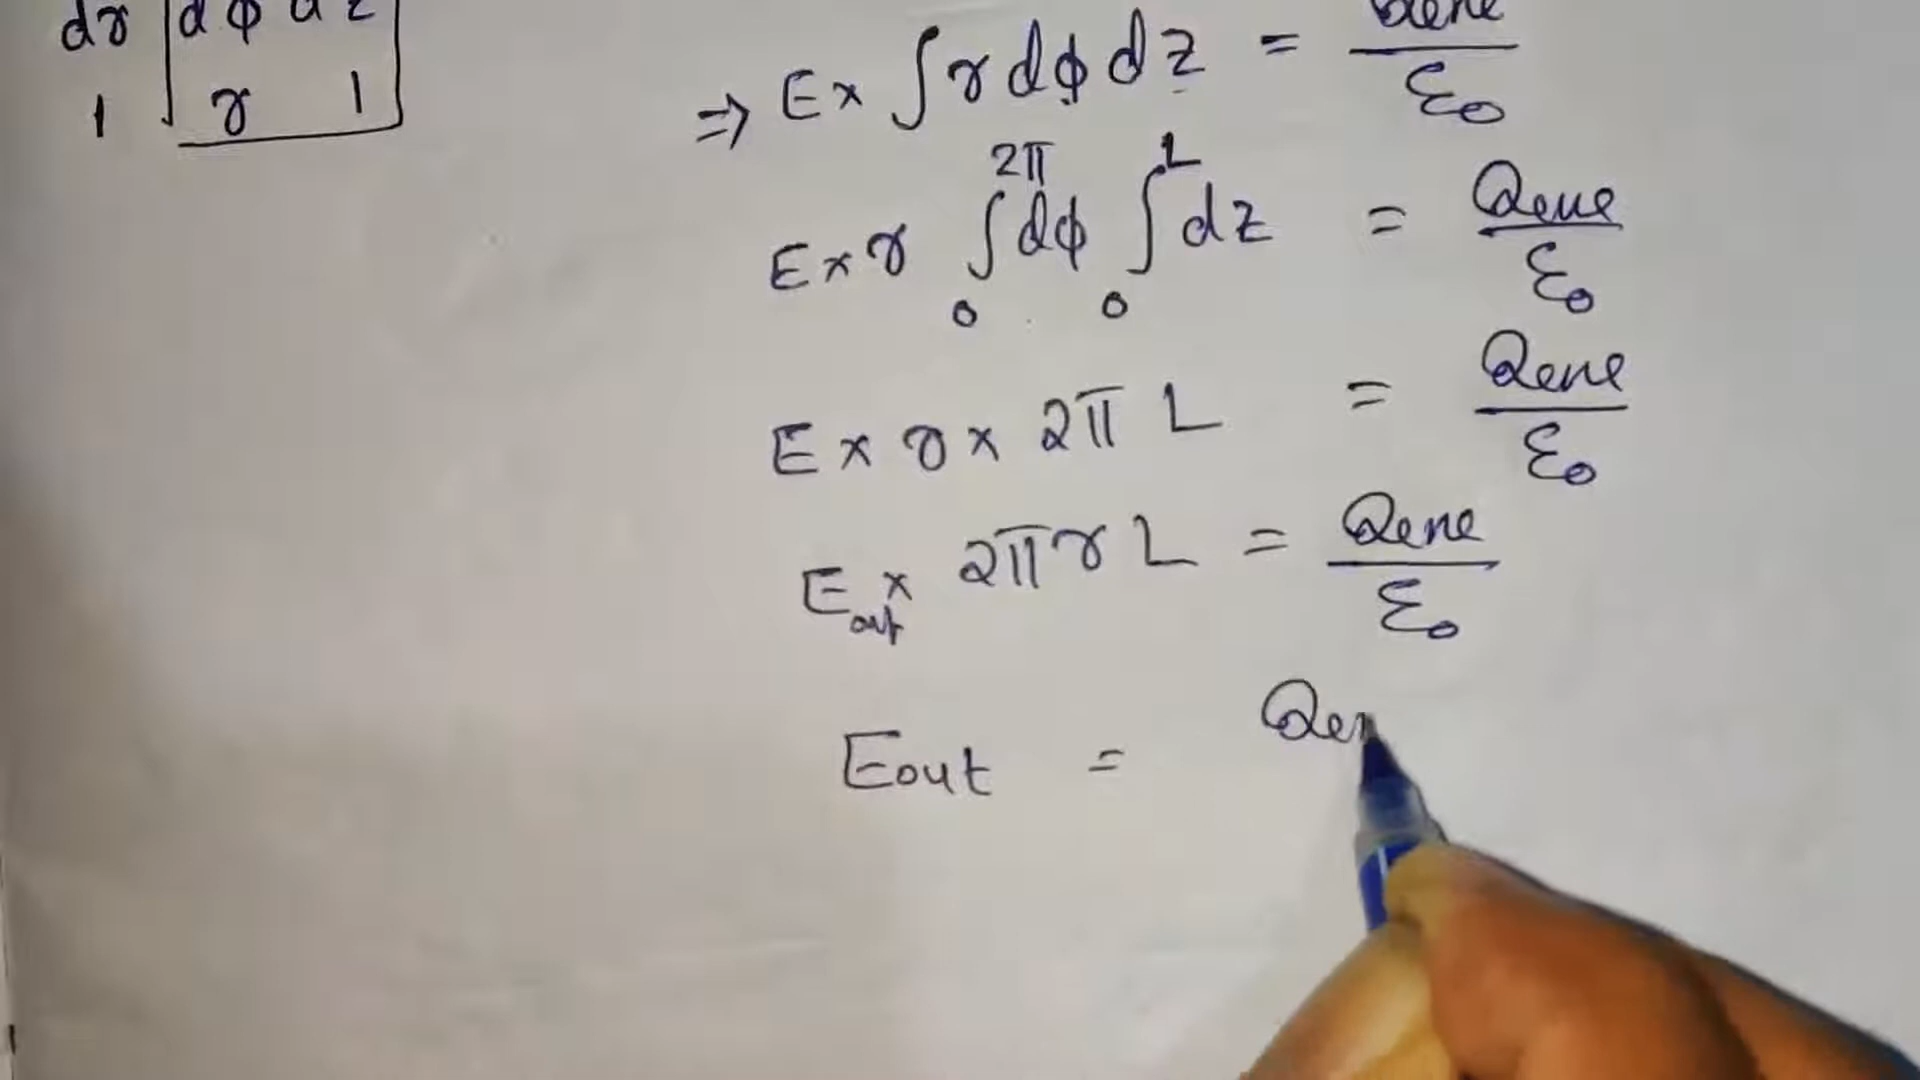 dr dφ dz
1 r 1
⇒ E × ∫ r dφ dz = Qenc / ε0
E × r ∫₀^2π dφ ∫₀^L dz = Qenc / ε0
E × r × 2π L = Qenc / ε0
Eout × 2π r L = Qenc / ε0
Eout = Qen